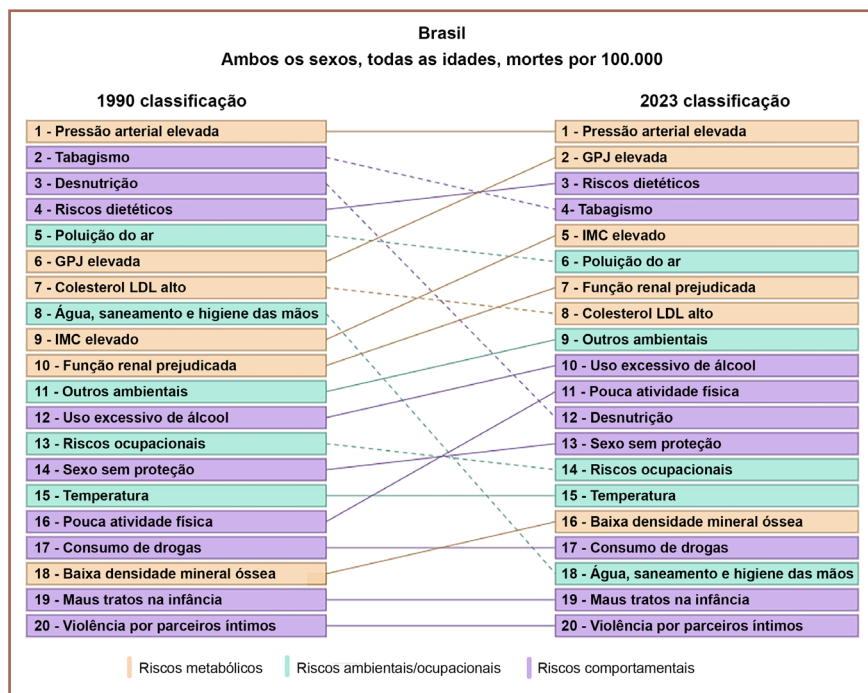 Brasil
Ambos os sexos, todas as idades, mortes por 100.000
1990 classificação
1 - Pressão arterial elevada
2 - Tabagismo
3 - Desnutrição
4 - Riscos dietéticos
5 - Poluição do ar
6 - GPJ elevada
7 - Colesterol LDL alto
8 - Água, saneamento e higiene das mãos
9 - IMC elevado
10 - Função renal prejudicada
11 - Outros ambientais
12 - Uso excessivo de álcool
13 - Riscos ocupacionais
14 - Sexo sem proteção
15 - Temperatura
16 - Pouca atividade física
17 - Consumo de drogas
18 - Baixa densidade mineral óssea
19 - Maus tratos na infância
20 - Violência por parceiros íntimos
2023 classificação
1 - Pressão arterial elevada
2 - GPJ elevada
3 - Riscos dietéticos
4- Tabagismo
5 - IMC elevado
6 - Poluição do ar
7 - Função renal prejudicada
8 - Colesterol LDL alto
9 - Outros ambientais
10 - Uso excessivo de álcool
11 - Pouca atividade física
12 - Desnutrição
13 - Sexo sem proteção
14 - Riscos ocupacionais
15 - Temperatura
16 - Baixa densidade mineral óssea
17 - Consumo de drogas
18 - Água, saneamento e higiene das mãos
19 - Maus tratos na infância
20 - Violência por parceiros íntimos
Riscos metabólicos
Riscos ambientais/ocupacionais
Riscos comportamentais